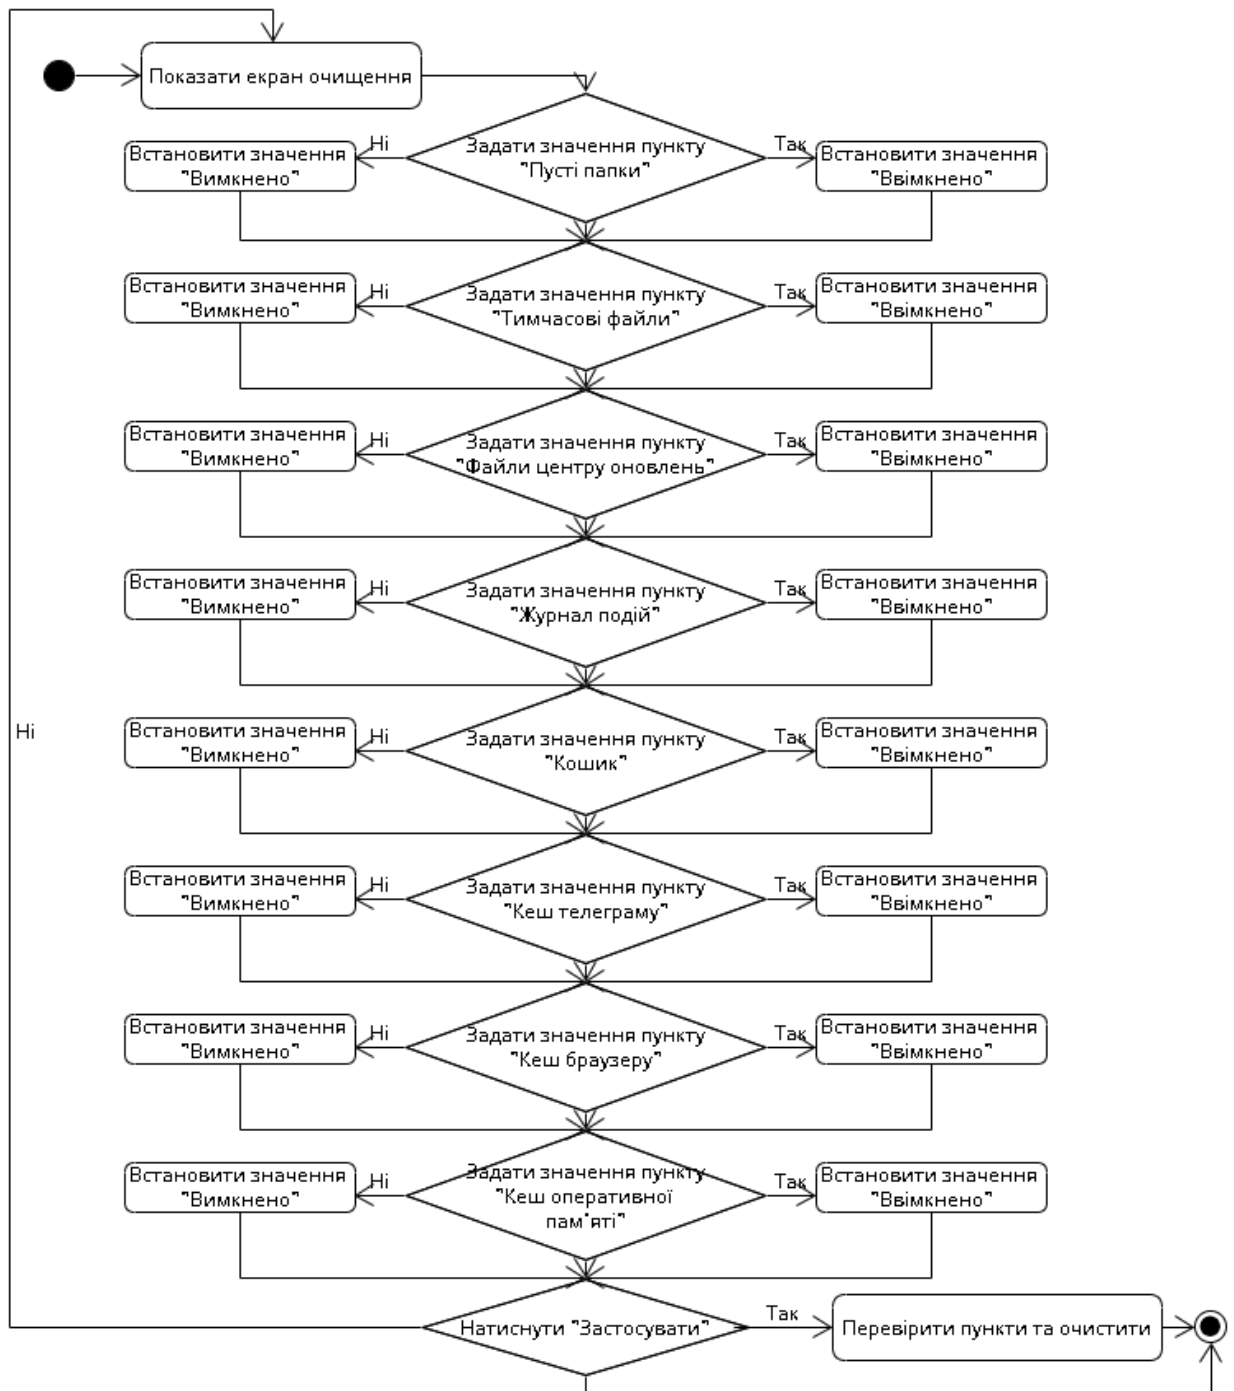 Показати екран очищення
Задати значення пункту
"Пусті папки"
Ні
Так
Встановити значення
"Вимкнено"
Встановити значення
"Ввімкнено"
Задати значення пункту
"Тимчасові файли"
Ні
Так
Встановити значення
"Вимкнено"
Встановити значення
"Ввімкнено"
Задати значення пункту
"Файли центру оновлень"
Ні
Так
Встановити значення
"Вимкнено"
Встановити значення
"Ввімкнено"
Задати значення пункту
"Журнал подій"
Ні
Так
Встановити значення
"Вимкнено"
Встановити значення
"Ввімкнено"
Ні
Задати значення пункту
"Кошик"
Ні
Так
Встановити значення
"Вимкнено"
Встановити значення
"Ввімкнено"
Задати значення пункту
"Кеш телеграму"
Ні
Так
Встановити значення
"Вимкнено"
Встановити значення
"Ввімкнено"
Задати значення пункту
"Кеш браузеру"
Ні
Так
Встановити значення
"Вимкнено"
Встановити значення
"Ввімкнено"
Задати значення пункту
"Кеш оперативної
пам'яті"
Ні
Так
Встановити значення
"Вимкнено"
Встановити значення
"Ввімкнено"
Натиснути "Застосувати"
Так
Перевірити пункти та очистити